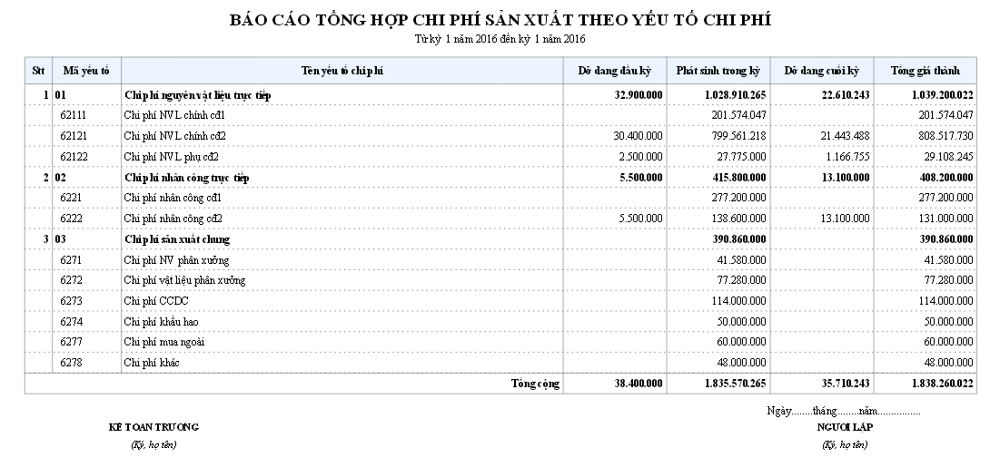 BÁO CÁO TỔNG HỢP CHI PHÍ SẢN XUẤT THEO YẾU TỐ CHI PHÍ
Từ kỳ 1 năm 2016 đến kỳ 1 năm 2016
Stt Mã yếu tố Tên yếu tố chi phí Dở dang đầu kỳ Phát sinh trong kỳ Dở dang cuối kỳ Tổng giá thành
1 01 Chi phí nguyên vật liệu trực tiếp 32.900.000 1.028.910.265 22.610.243 1.039.200.022
62111 Chi phí NVL chính cđ1 201.574.047 201.574.047
62121 Chi phí NVL chính cđ2 30.400.000 799.561.218 21.443.488 808.517.730
62122 Chi phí NVL phụ cđ2 2.500.000 27.775.000 1.166.755 29.108.245
2 02 Chi phí nhân công trực tiếp 5.500.000 415.800.000 13.100.000 408.200.000
6221 Chi phí nhân công cđ1 277.200.000 277.200.000
6222 Chi phí nhân công cđ2 5.500.000 138.600.000 13.100.000 131.000.000
3 03 Chi phí sản xuất chung 390.860.000 390.860.000
6271 Chi phí NV phân xưởng 41.580.000 41.580.000
6272 Chi phí vật liệu phân xưởng 77.280.000 77.280.000
6273 Chi phí CCDC 114.000.000 114.000.000
6274 Chi phí khấu hao 50.000.000 50.000.000
6277 Chi phí mua ngoài 60.000.000 60.000.000
6278 Chi phí khác 48.000.000 48.000.000
Tổng cộng 38.400.000 1.835.570.265 35.710.243 1.838.260.022
Ngày........tháng........năm................
KẾ TOÁN TRƯỞNG NGƯỜI LẬP
(Ký, họ tên) (Ký, họ tên)